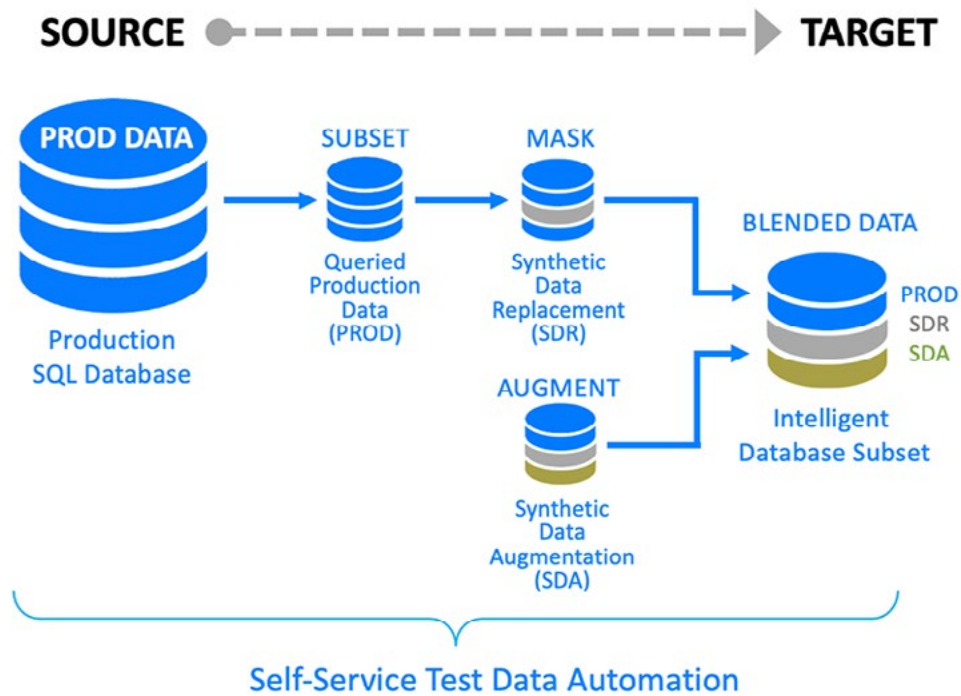 SOURCE
TARGET
PROD DATA
Production
SQL Database
SUBSET
Queried
Production
Data
(PROD)
MASK
Synthetic
Data
Replacement
(SDR)
AUGMENT
Synthetic
Data
Augmentation
(SDA)
BLENDED DATA
PROD
SDR
SDA
Intelligent
Database Subset
Self-Service Test Data Automation